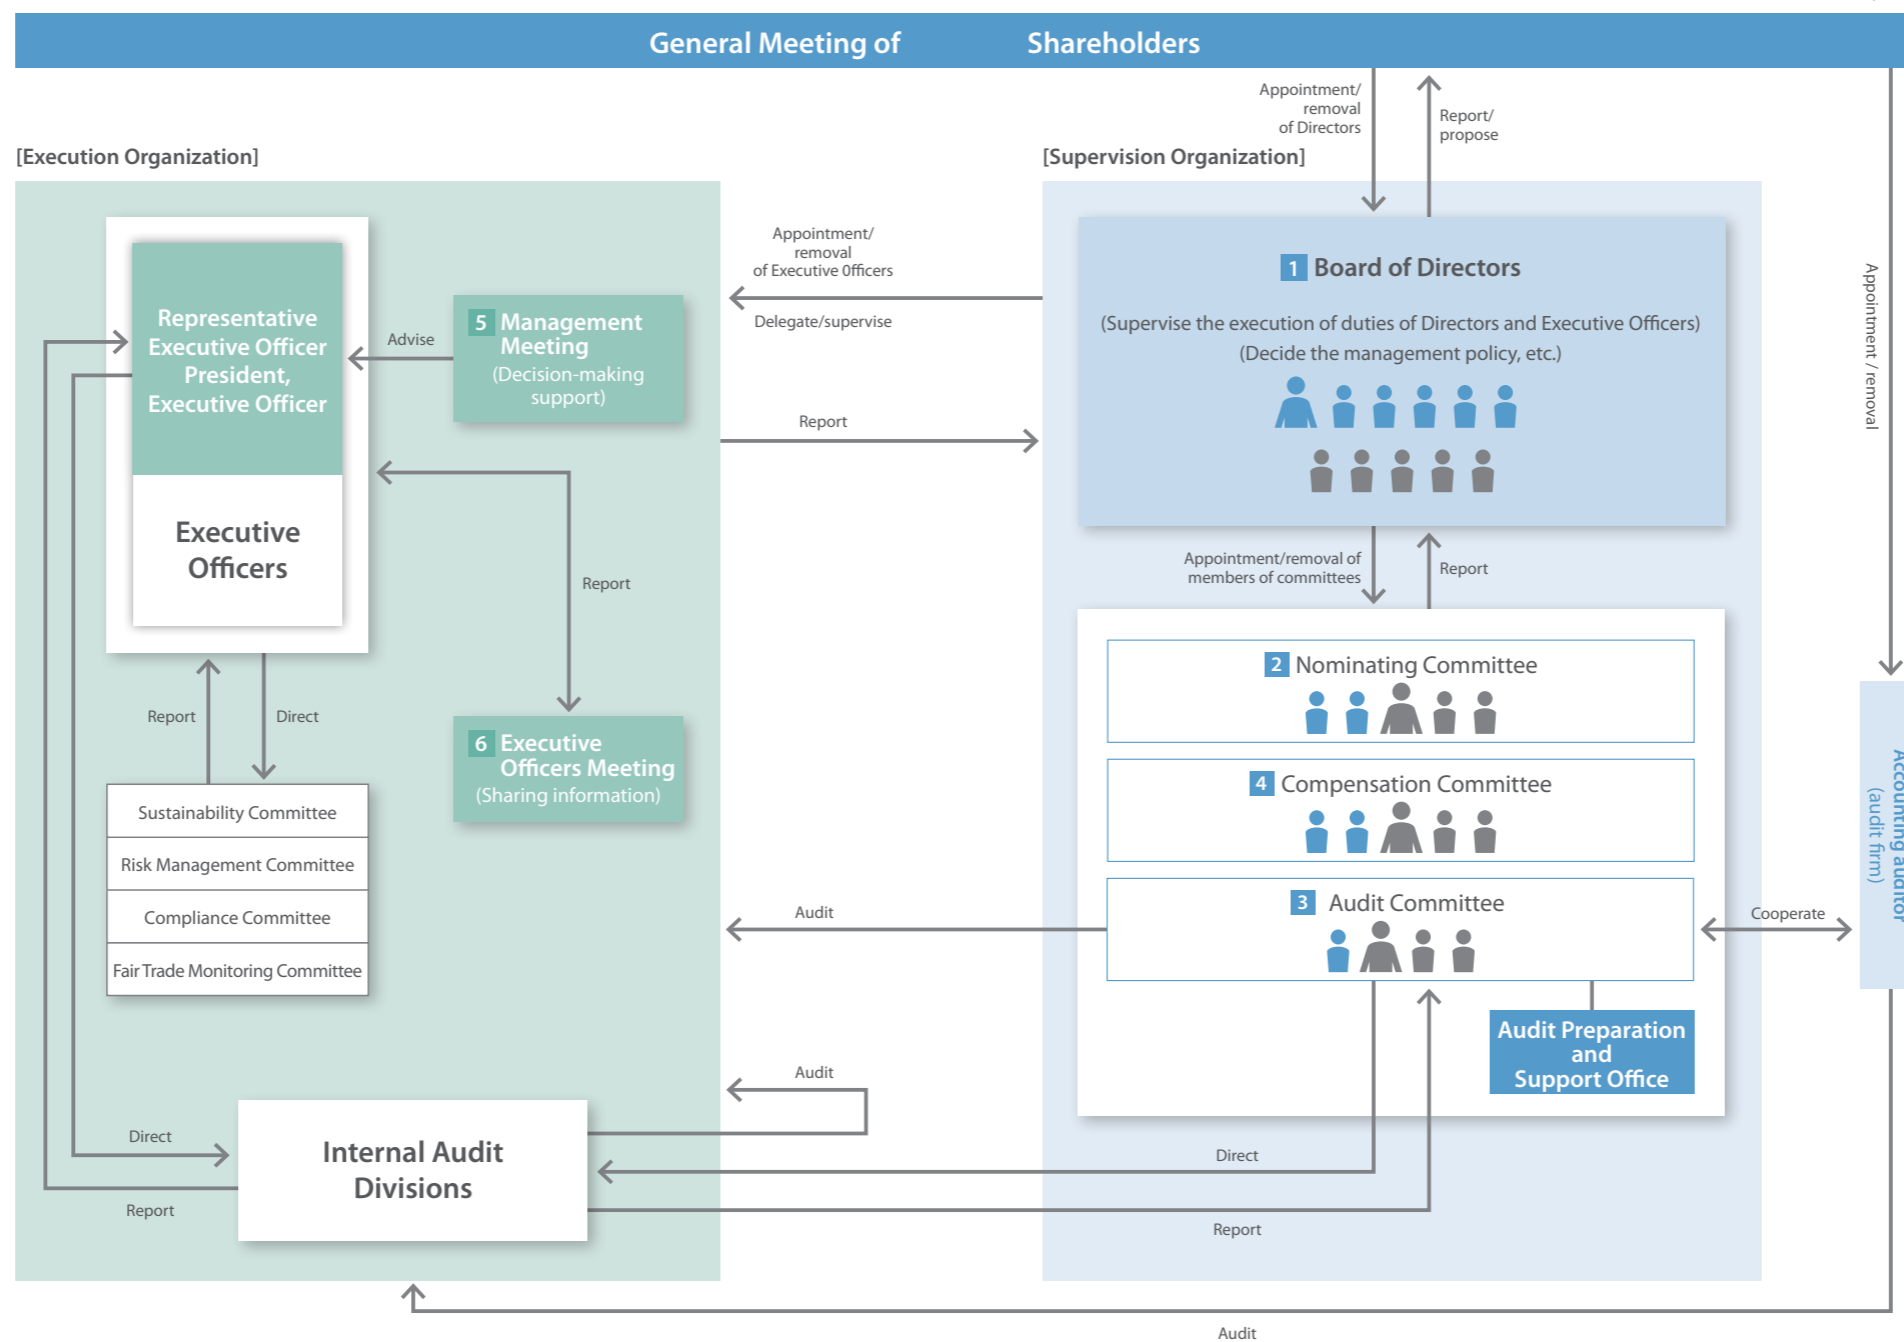 General Meeting of Shareholders
Appointment/
removal
of Directors
Report/
propose
[Execution Organization]
[Supervision Organization]
Representative
Executive Officer
President,
Executive Officer
Executive
Officers
5 Management
Meeting
(Decision-making
support)
Advise
Appointment/
removal
of Executive 0fficers
Delegate/supervise
Report
1 Board of Directors
(Supervise the execution of duties of Directors and Executive Officers)
(Decide the management policy, etc.)
Appointment / removal
Report
Appointment/removal of
members of committees
Report
2 Nominating Committee
4 Compensation Committee
3 Audit Committee
Report
Direct
6 Executive
Officers Meeting
(Sharing information)
Sustainability Committee
Risk Management Committee
Compliance Committee
Fair Trade Monitoring Committee
Audit
Cooperate
Accounting auditor
(audit firm)
Audit Preparation
and
Support Office
Audit
Direct
Internal Audit
Divisions
Report
Direct
Report
Audit